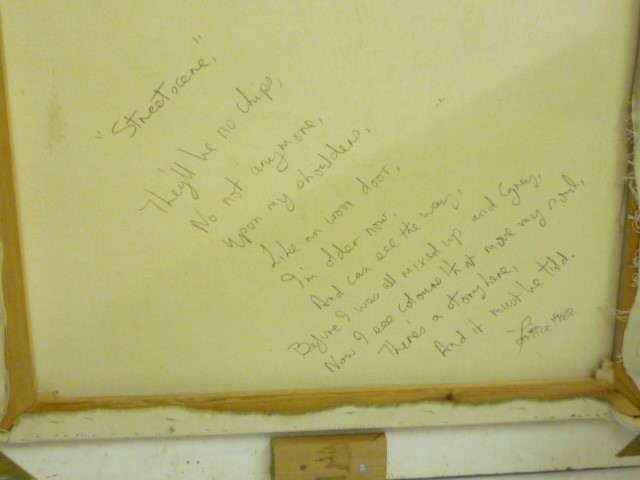 "Streetscene,"
They'll be no chips,
No not anymore,
Upon my shoulders,
Like an iron door,
I'm older now,
And can see the way,
Before I was all mixed up and Grey,
Now I see colours that move my soul,
There's a story here,
And it must be told.